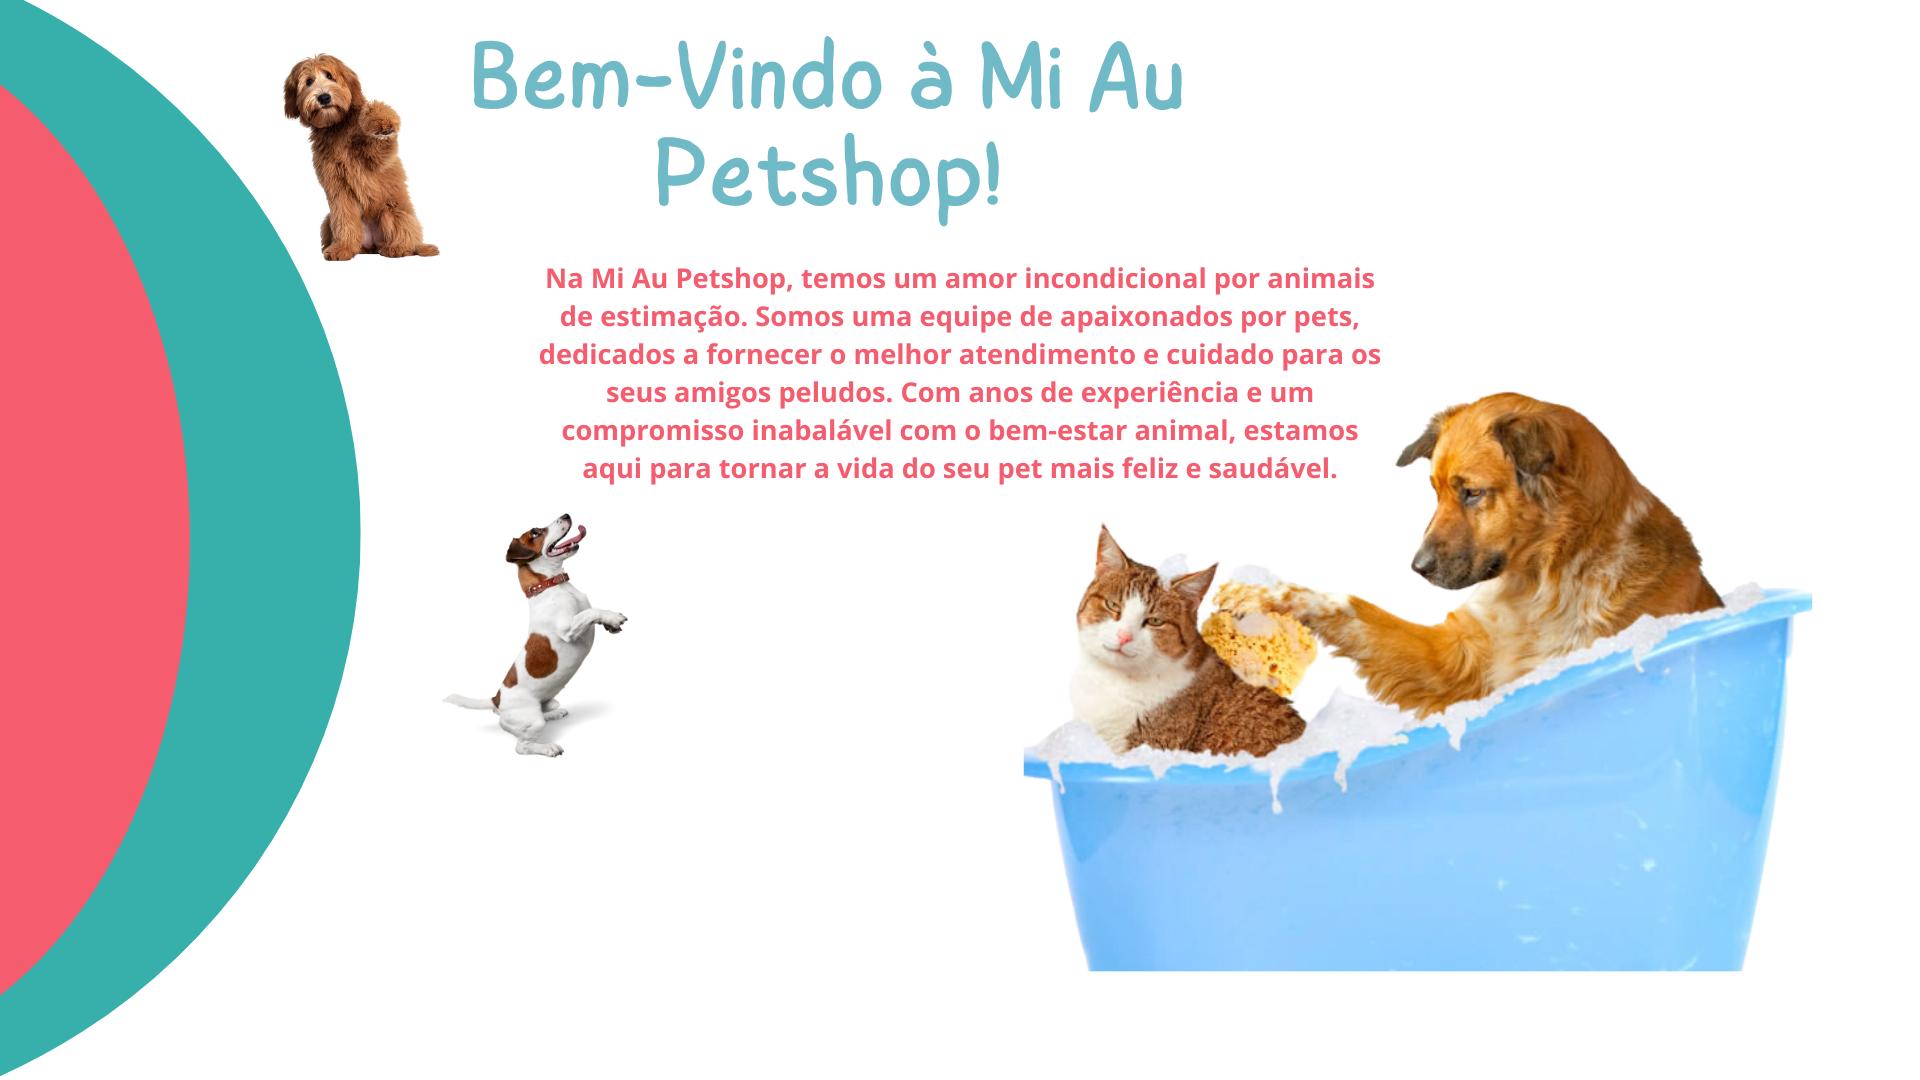 Bem-Vindo à Mi Au
Petshop!
Na Mi Au Petshop, temos um amor incondicional por animais
de estimação. Somos uma equipe de apaixonados por pets,
dedicados a fornecer o melhor atendimento e cuidado para os
seus amigos peludos. Com anos de experiência e um
compromisso inabalável com o bem-estar animal, estamos
aqui para tornar a vida do seu pet mais feliz e saudável.